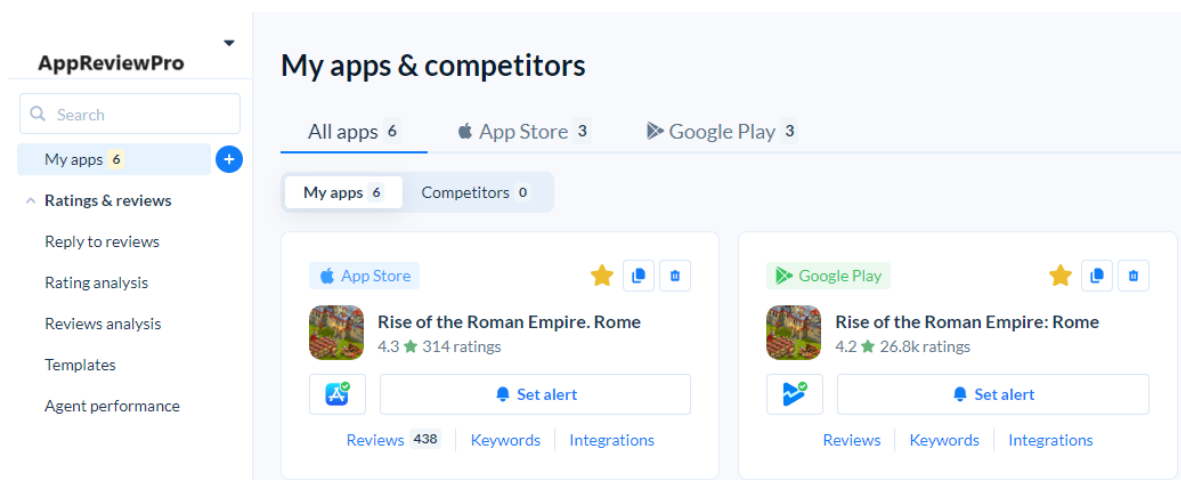 AppReviewPro
Search
My apps 6
Ratings & reviews
Reply to reviews
Rating analysis
Reviews analysis
Templates
Agent performance
My apps & competitors
All apps 6 App Store 3 Google Play 3
My apps 6 Competitors 0
App Store
Rise of the Roman Empire. Rome
4.3 ★ 314 ratings
Set alert
Reviews 438 Keywords Integrations
Google Play
Rise of the Roman Empire: Rome
4.2 ★ 26.8k ratings
Set alert
Reviews Keywords Integrations